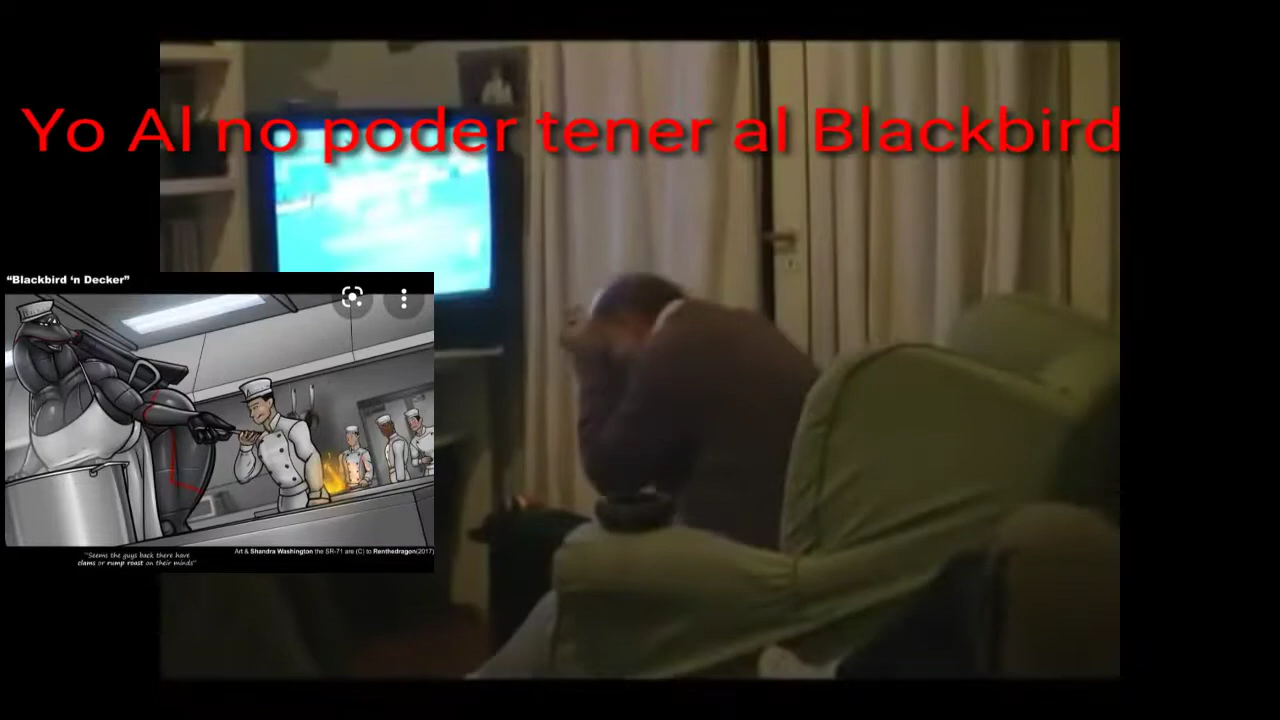 Yo Al no poder tener al Blackbird
"Blackbird 'n Decker"
Art & Shandra Washington the SR-71 are (C) to Renthedragon(2017)
"Seems the guys back there have
clams or rump roast on their minds"